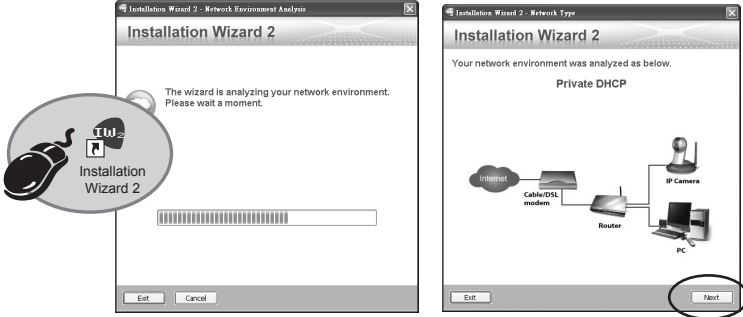 IW2
Installation
Wizard 2
Installation Wizard 2 - Network Environment Analysis
Installation Wizard 2
The wizard is analyzing your network environment.
Please wait a moment.
Exit
Cancel
Installation Wizard 2 - Network Type
Installation Wizard 2
Your network environment was analyzed as below.
Private DHCP
Internet
Cable/DSL
modem
Router
IP Camera
PC
Exit
Next